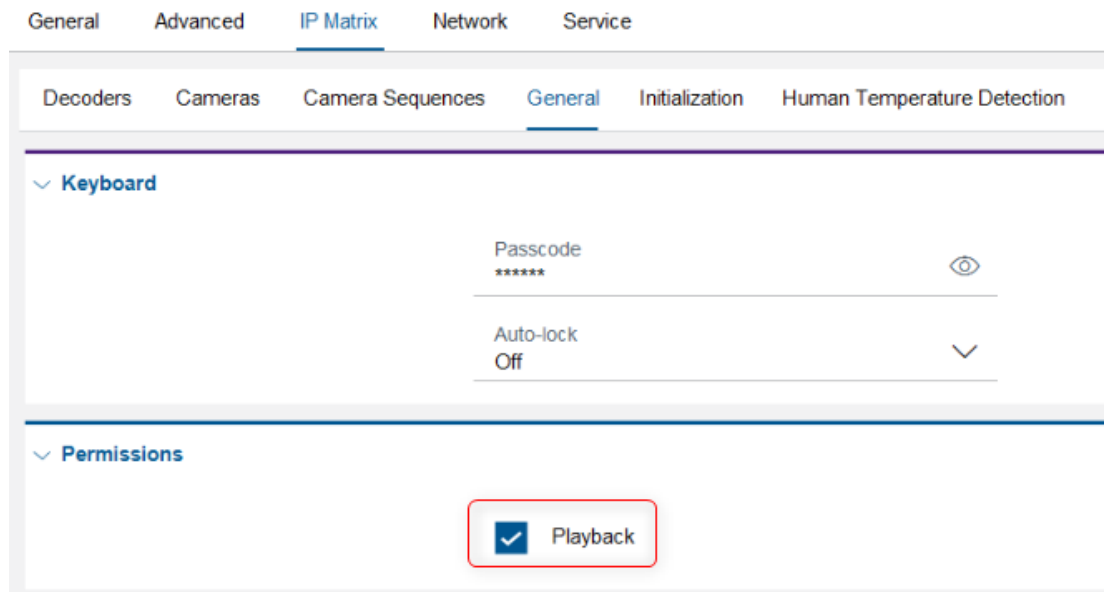 General Advanced IP Matrix Network Service
Decoders Cameras Camera Sequences General Initialization Human Temperature Detection
Keyboard
Passcode
******
Auto-lock
Off
Permissions
Playback